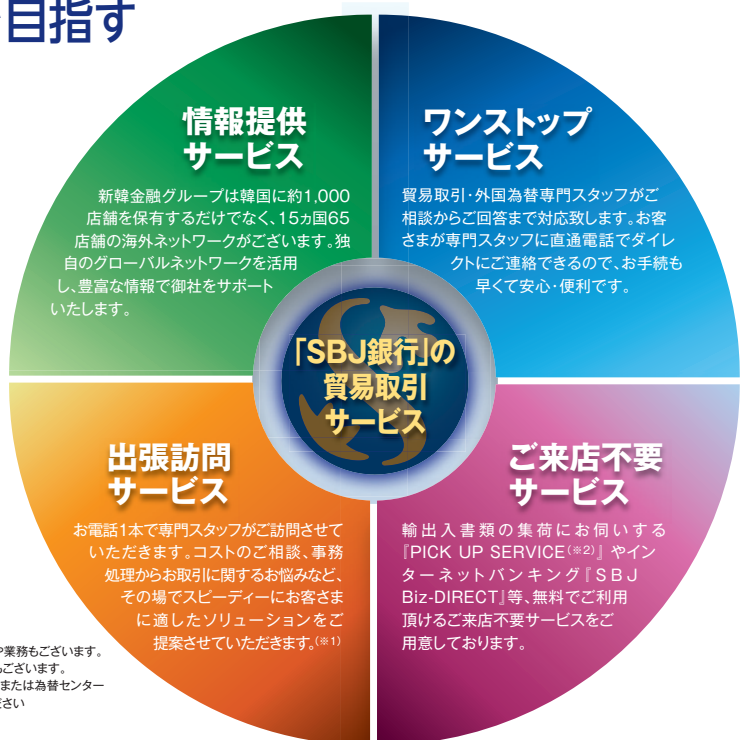 目指す
情報提供
サービス
新韓金融グループは韓国に約1,000
店舗を保有するだけでなく、15ヵ国65
店舗の海外ネットワークがございます。独
自のグローバルネットワークを活用
し、豊富な情報で御社をサポート
いたします。
ワンストップ
サービス
貿易取引・外国為替専門スタッフがご
相談からご回答まで対応致します。お客
さまが専門スタッフに直通電話でダイレ
クトにご連絡できるので、お手続も
早くて安心・便利です。
「SBJ銀行」の
貿易取引
サービス
出張訪問
サービス
お電話1本で専門スタッフがご訪問させて
いただきます。コストのご相談、事務
処理からお取引に関するお悩みなど、
その場でスピーディーにお客さま
に適したソリューションをご
提案させていただきます。(※1)
ご来店不要
サービス
輸出入書類の集荷にお伺いする
『PICK UP SERVICE(※2)』やイン
ターネットバンキング『SBJ
Biz-DIRECT』等、無料でご利用
頂けるご来店不要サービスをご
用意しております。
業務もございます。
ございます。
または為替センター
ださい